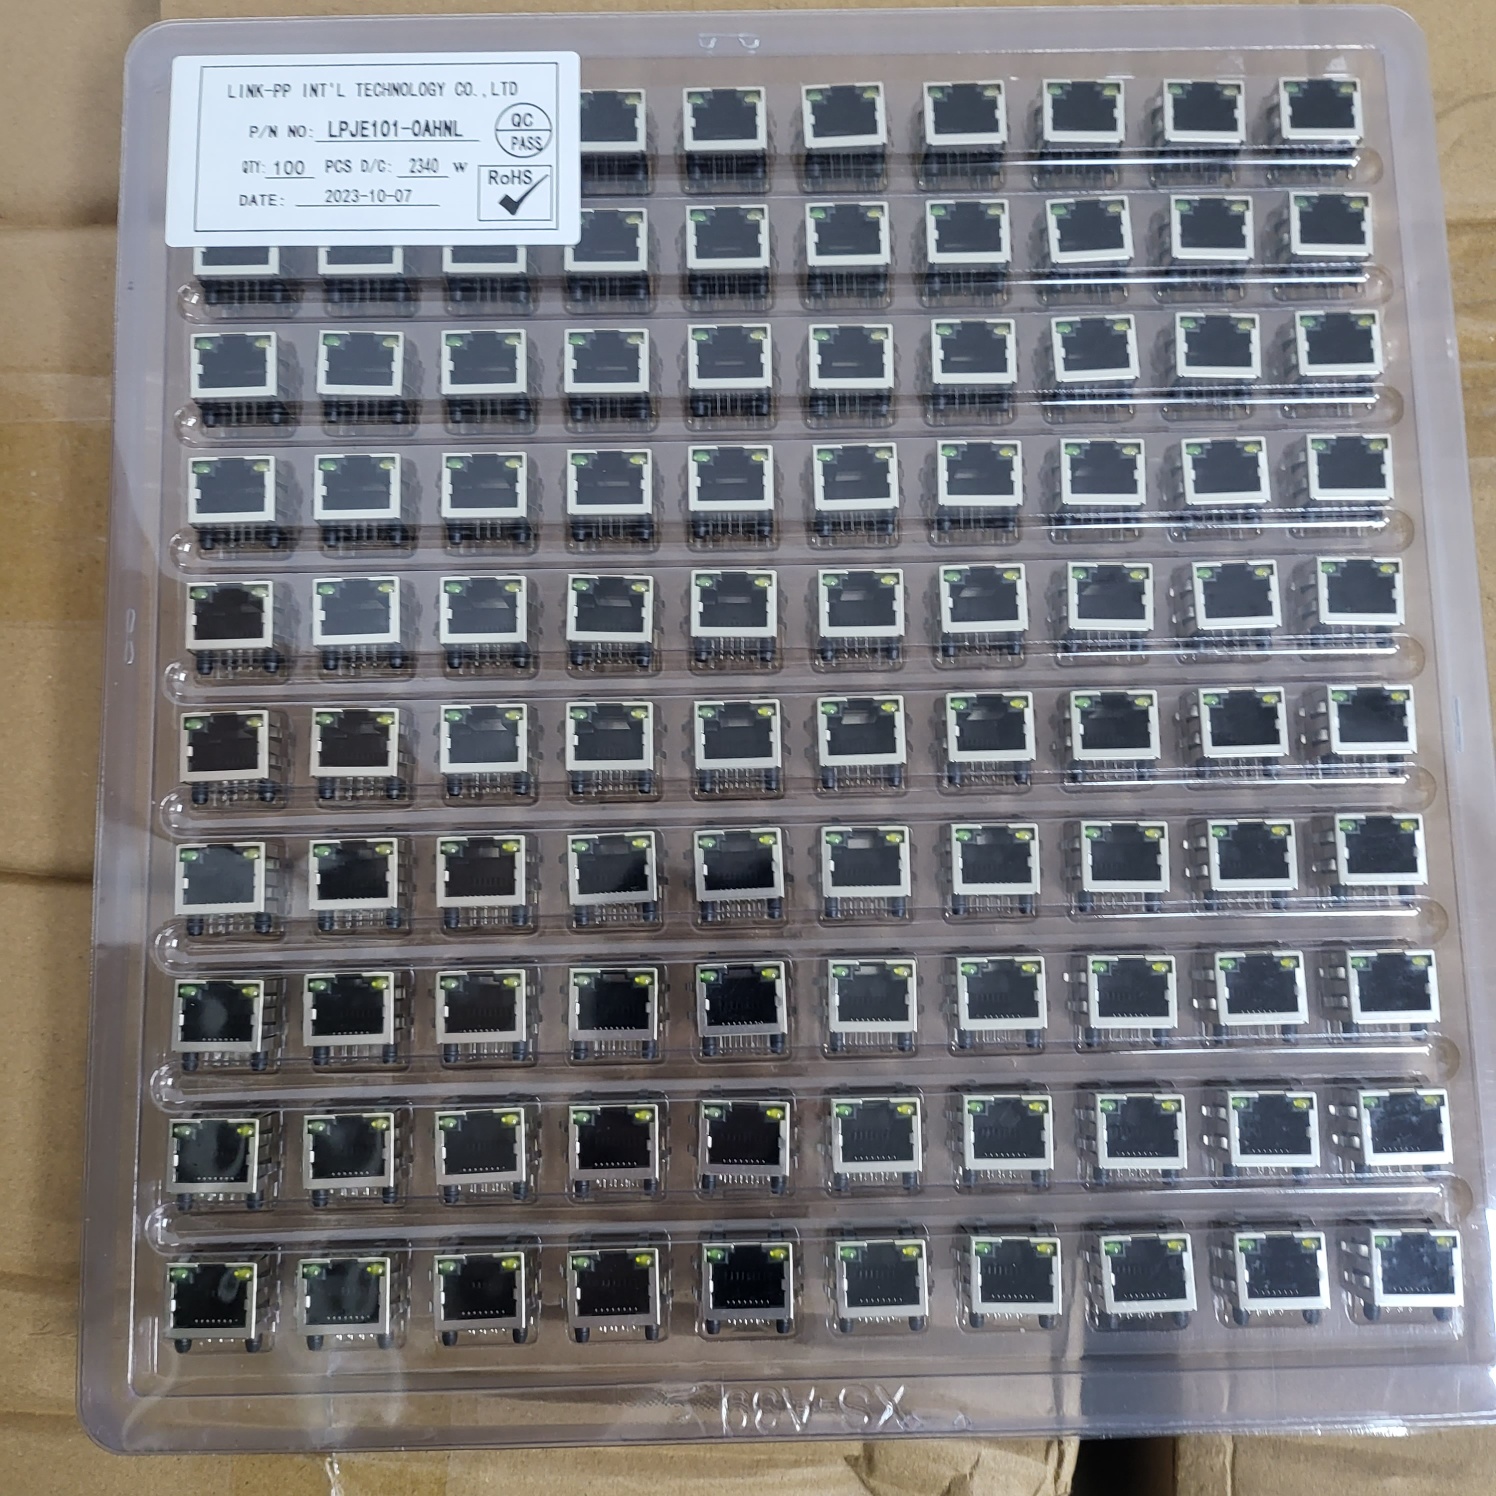 LINK-PP INT'L TECHNOLOGY CO.,LTD
P/N NO: LPJE101-0AHNL
QC
PASS
QTY: 100 PCS D/C: 2340 W
RoHS
DATE: 2023-10-07